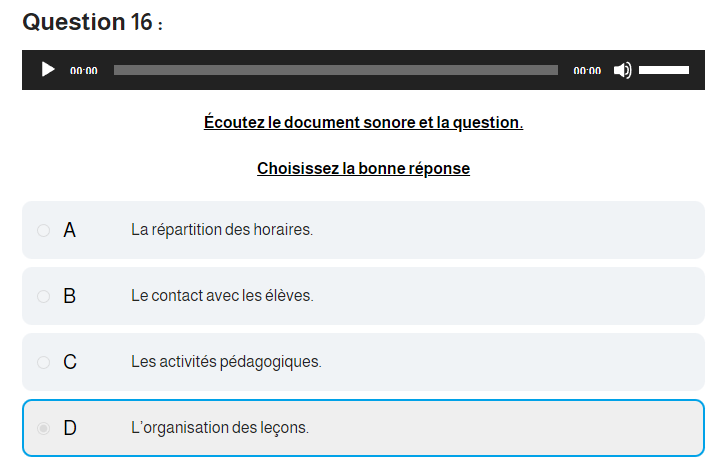 Question 16 :
00:00 00:00
Écoutez le document sonore et la question.
Choisissez la bonne réponse
A La répartition des horaires.
B Le contact avec les élèves.
C Les activités pédagogiques.
D L’organisation des leçons.